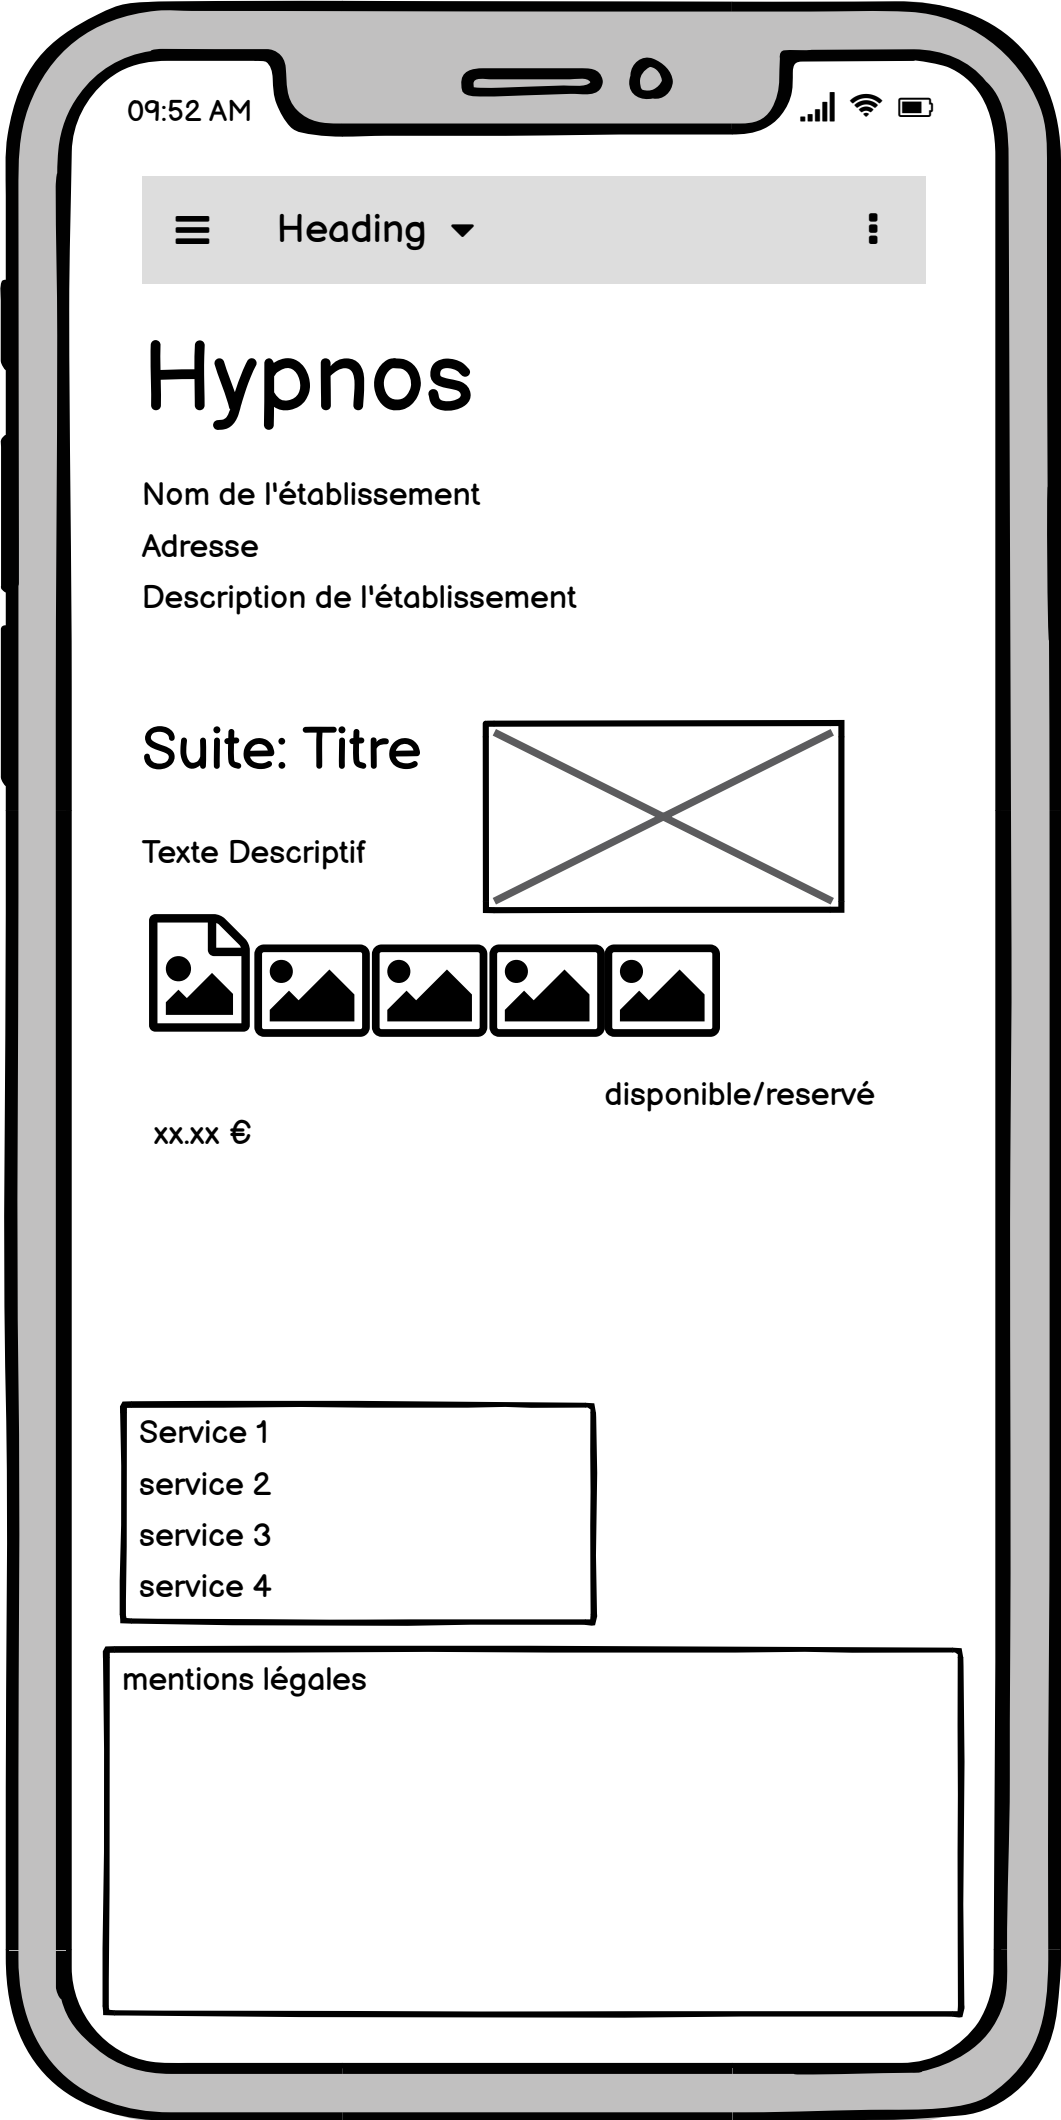 09:52 AM
Heading
Hypnos
Nom de l'établissement
Adresse
Description de l'établissement
Suite: Titre
Texte Descriptif
disponible/reservé
xx.xx €
Service 1
service 2
service 3
service 4
mentions légales